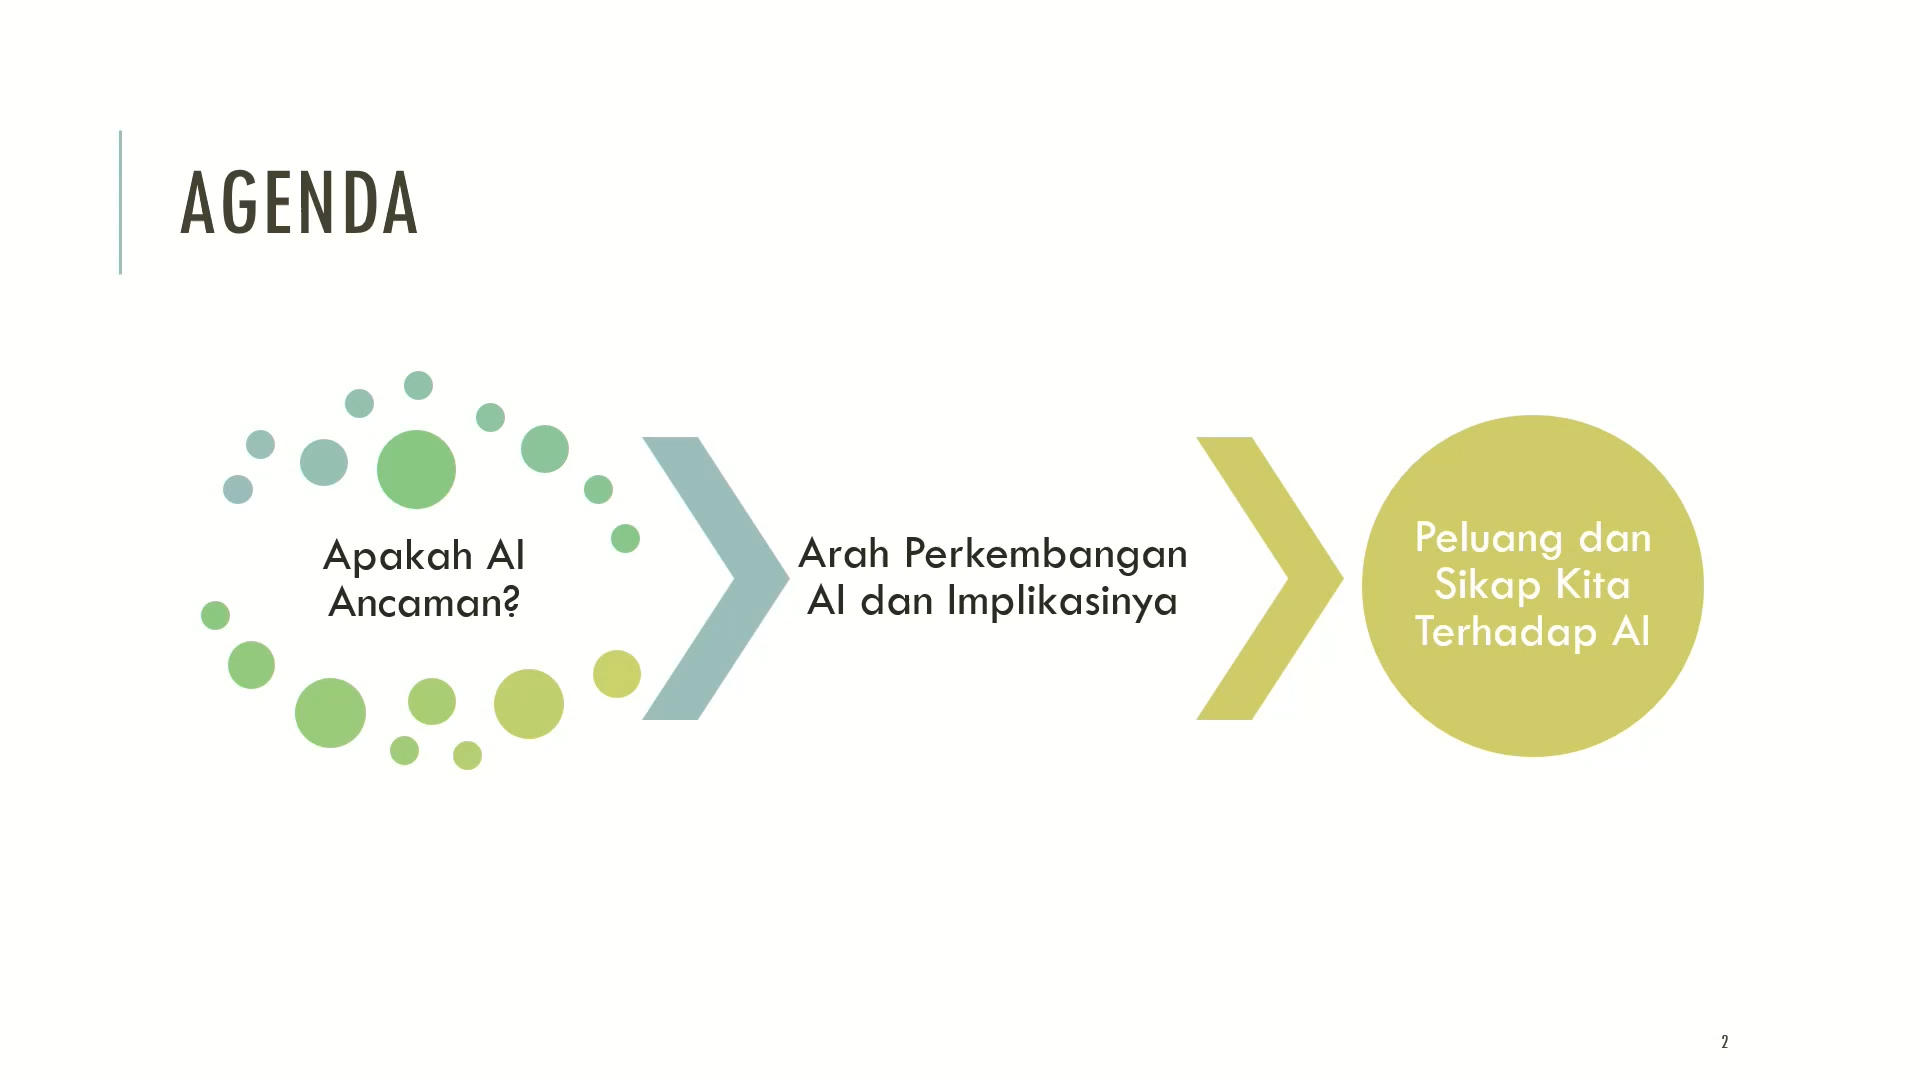 AGENDA
Apakah AI
Ancaman?
Arah Perkembangan
AI dan Implikasinya
Peluang dan
Sikap Kita
Terhadap AI
2